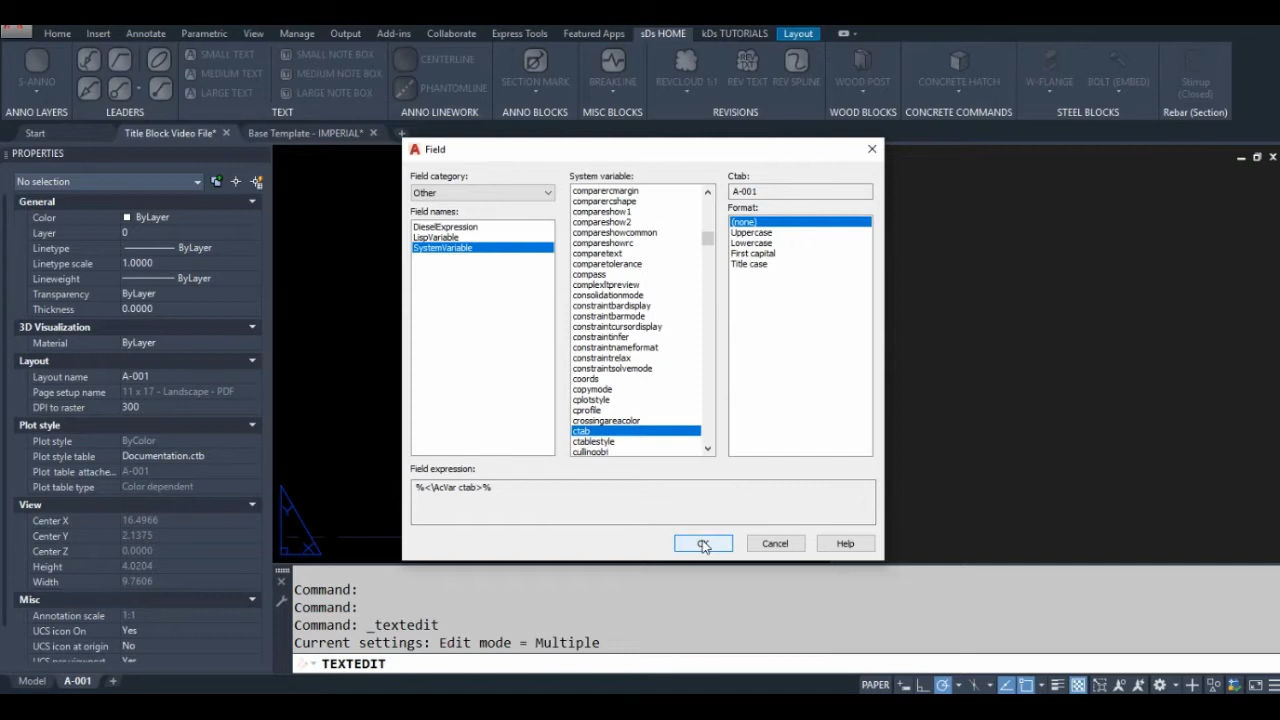 Home Insert Annotate Parametric View Manage Output Add-ins Collaborate Express Tools Featured Apps sDs HOME kDs TUTORIALS Layout
S-ANNO
SMALL TEXT
MEDIUM TEXT
LARGE TEXT
SMALL NOTE BOX
MEDIUM NOTE BOX
LARGE NOTE BOX
CENTERLINE
PHANTOMLINE
SECTION MARK
BREAKLINE
REVCLOUD 1:1
REV TEXT
REV SPLINE
WOOD POST
CONCRETE HATCH
W-FLANGE
BOLT (EMBED)
Stirrup
(Closed)
ANNO LAYERS LEADERS TEXT ANNO LINEWORK ANNO BLOCKS MISC BLOCKS REVISIONS WOOD BLOCKS CONCRETE COMMANDS STEEL BLOCKS Rebar (Section)
Start Title Block Video File* Base Template - IMPERIAL*
PROPERTIES
No selection
General
Color ByLayer
Layer 0
Linetype ByLayer
Linetype scale 1.0000
Lineweight ByLayer
Transparency ByLayer
Thickness 0.0000
3D Visualization
Material ByLayer
Layout
Layout name A-001
Page setup name 11 x 17 - Landscape - PDF
DPI to raster 300
Plot style
Plot style ByColor
Plot style table Documentation.ctb
Plot table attache... A-001
Plot table type Color dependent
View
Center X 16.4966
Center Y 2.1375
Center Z 0.0000
Height 4.0204
Width 9.7606
Misc
Annotation scale 1:1
UCS icon On Yes
UCS icon at origin No
UCS per viewport Yes
Field
Field category:
Other
Field names:
DieselExpression
LispVariable
SystemVariable
System variable:
comparercmargin
comparercshape
compareshow1
compareshow2
compareshowcommon
compareshowrc
comparetext
comparetolerance
compass
complexltpreview
consolidationmode
constraintbardisplay
constraintbarmode
constraintcursordisplay
constraintinfer
constraintnameformat
constraintrelax
constraintsolvemode
coords
copymode
cplotstyle
cprofile
crossingareacolor
ctab
ctablestyle
cullingobj
Ctab:
A-001
Format:
(none)
Uppercase
Lowercase
First capital
Title case
Field expression:
%<\AcVar ctab>%
OK Cancel Help
Command:
Command:
Command: _textedit
Current settings: Edit mode = Multiple
TEXTEDIT
Model A-001
PAPER